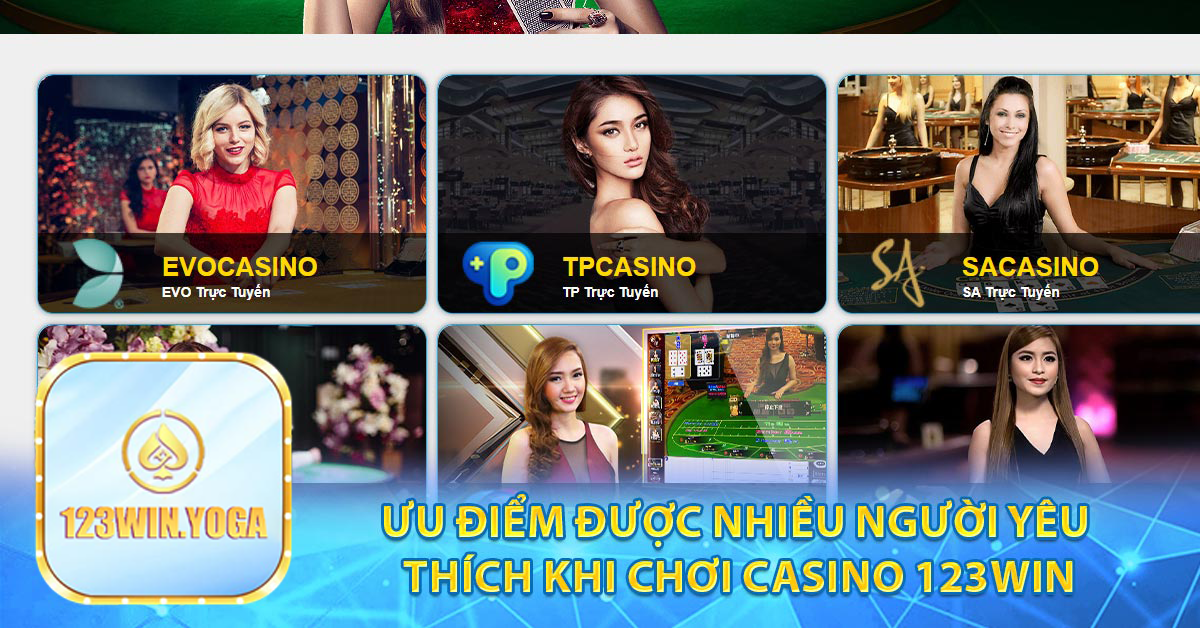 EVOCASINO
EVO Trực Tuyến
TPCASINO
TP Trực Tuyến
SACASINO
SA Trực Tuyến
SA
123WIN.YOGA
ƯU ĐIỂM ĐƯỢC NHIỀU NGƯỜI YÊU
THÍCH KHI CHƠI CASINO 123WIN